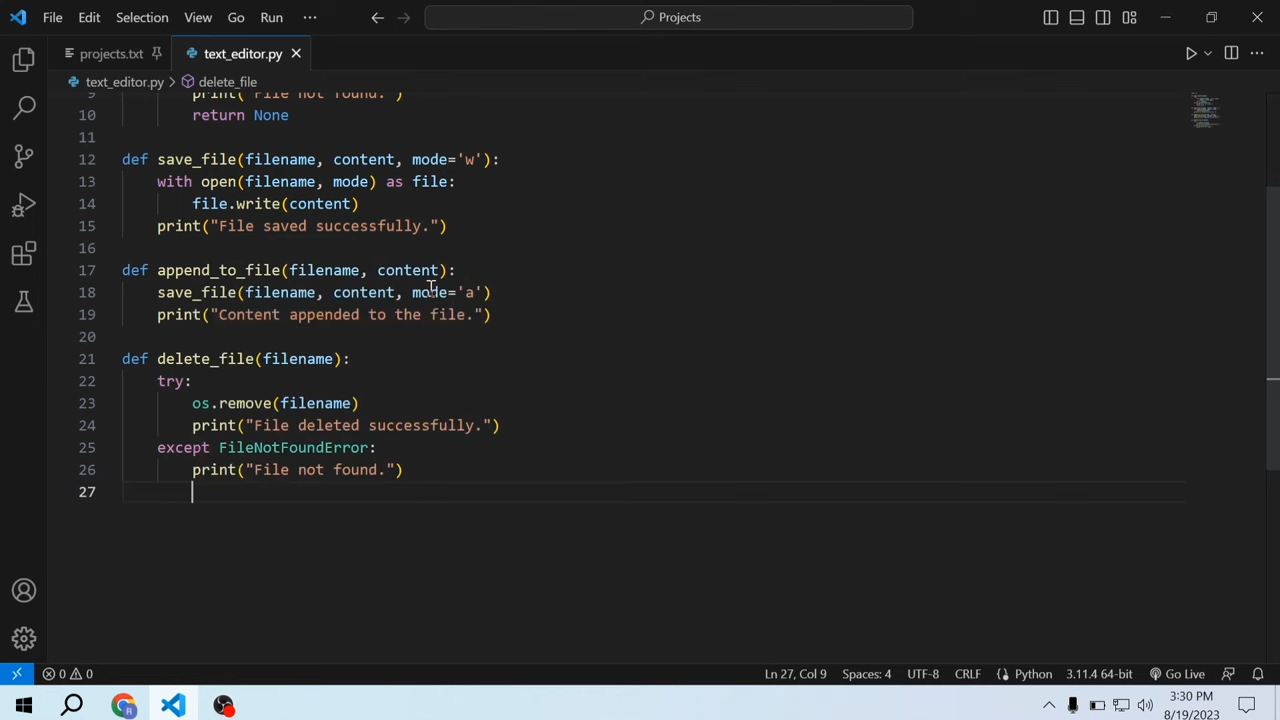 File Edit Selection View Go Run ··· Projects
projects.txt text_editor.py
text_editor.py > delete_file
9 print("File not found.")
10 return None
11
12 def save_file(filename, content, mode='w'):
13 with open(filename, mode) as file:
14 file.write(content)
15 print("File saved successfully.")
16
17 def append_to_file(filename, content):
18 save_file(filename, content, mode='a')
19 print("Content appended to the file.")
20
21 def delete_file(filename):
22 try:
23 os.remove(filename)
24 print("File deleted successfully.")
25 except FileNotFoundError:
26 print("File not found.")
27
0 0 Ln 27, Col 9 Spaces: 4 UTF-8 CRLF Python 3.11.4 64-bit Go Live
R 3:30 PM
8/19/2023